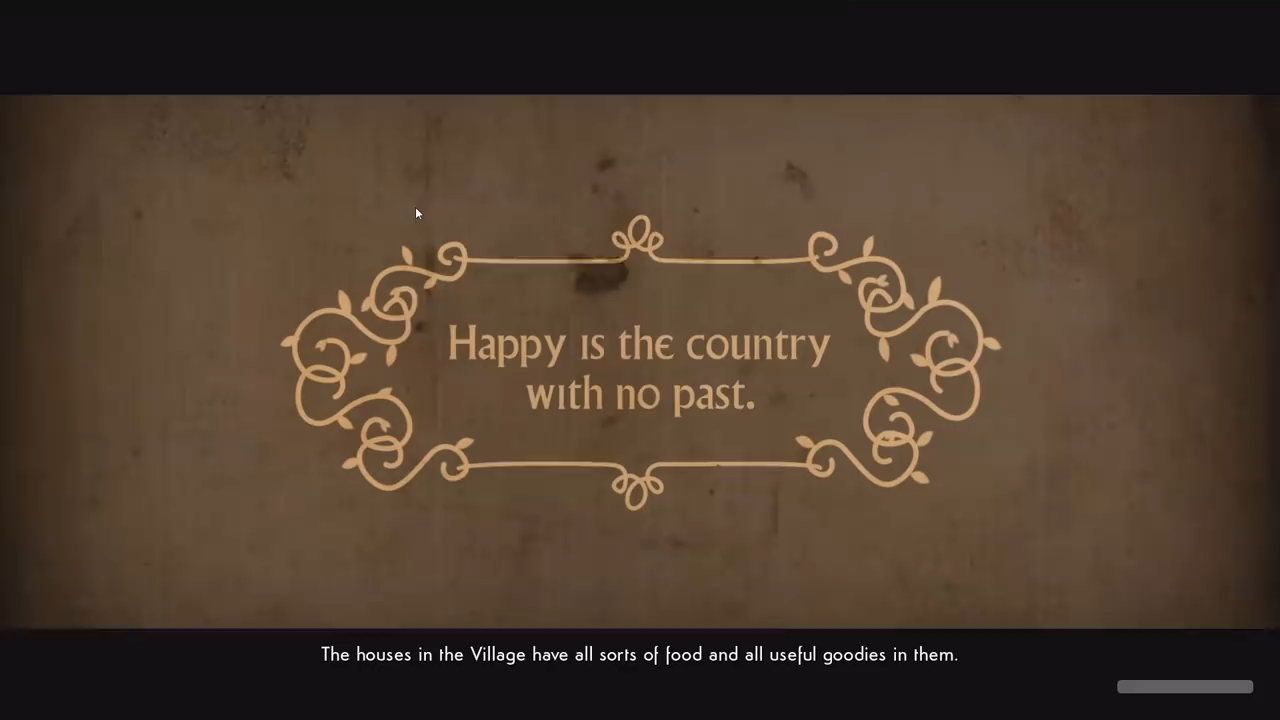 Happy is the country
with no past.
The houses in the Village have all sorts of food and all useful goodies in them.